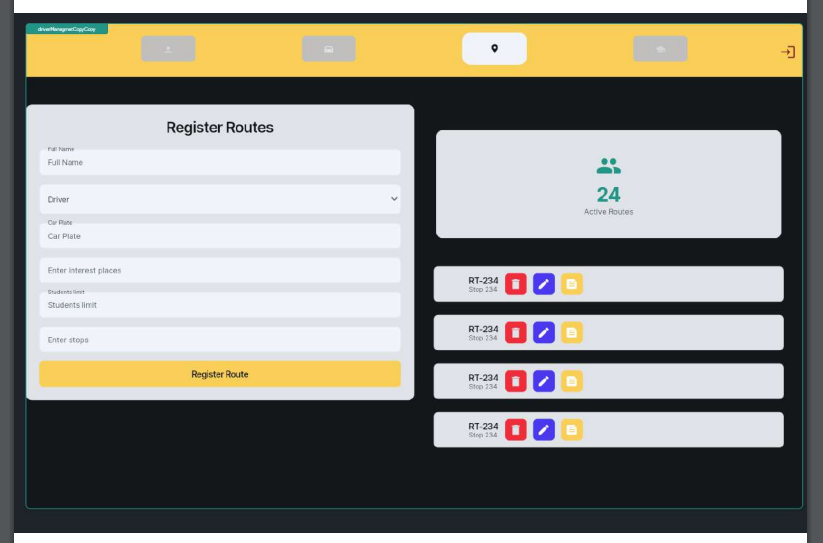 driverManagmetCopyCopy
Register Routes
Full Name
Full Name
Driver
Car Plate
Car Plate
Enter interest places
Students limit
Students limit
Enter stops
Register Route
24
Active Routes
RT-234
Stop 234
RT-234
Stop 234
RT-234
Stop 234
RT-234
Stop 234